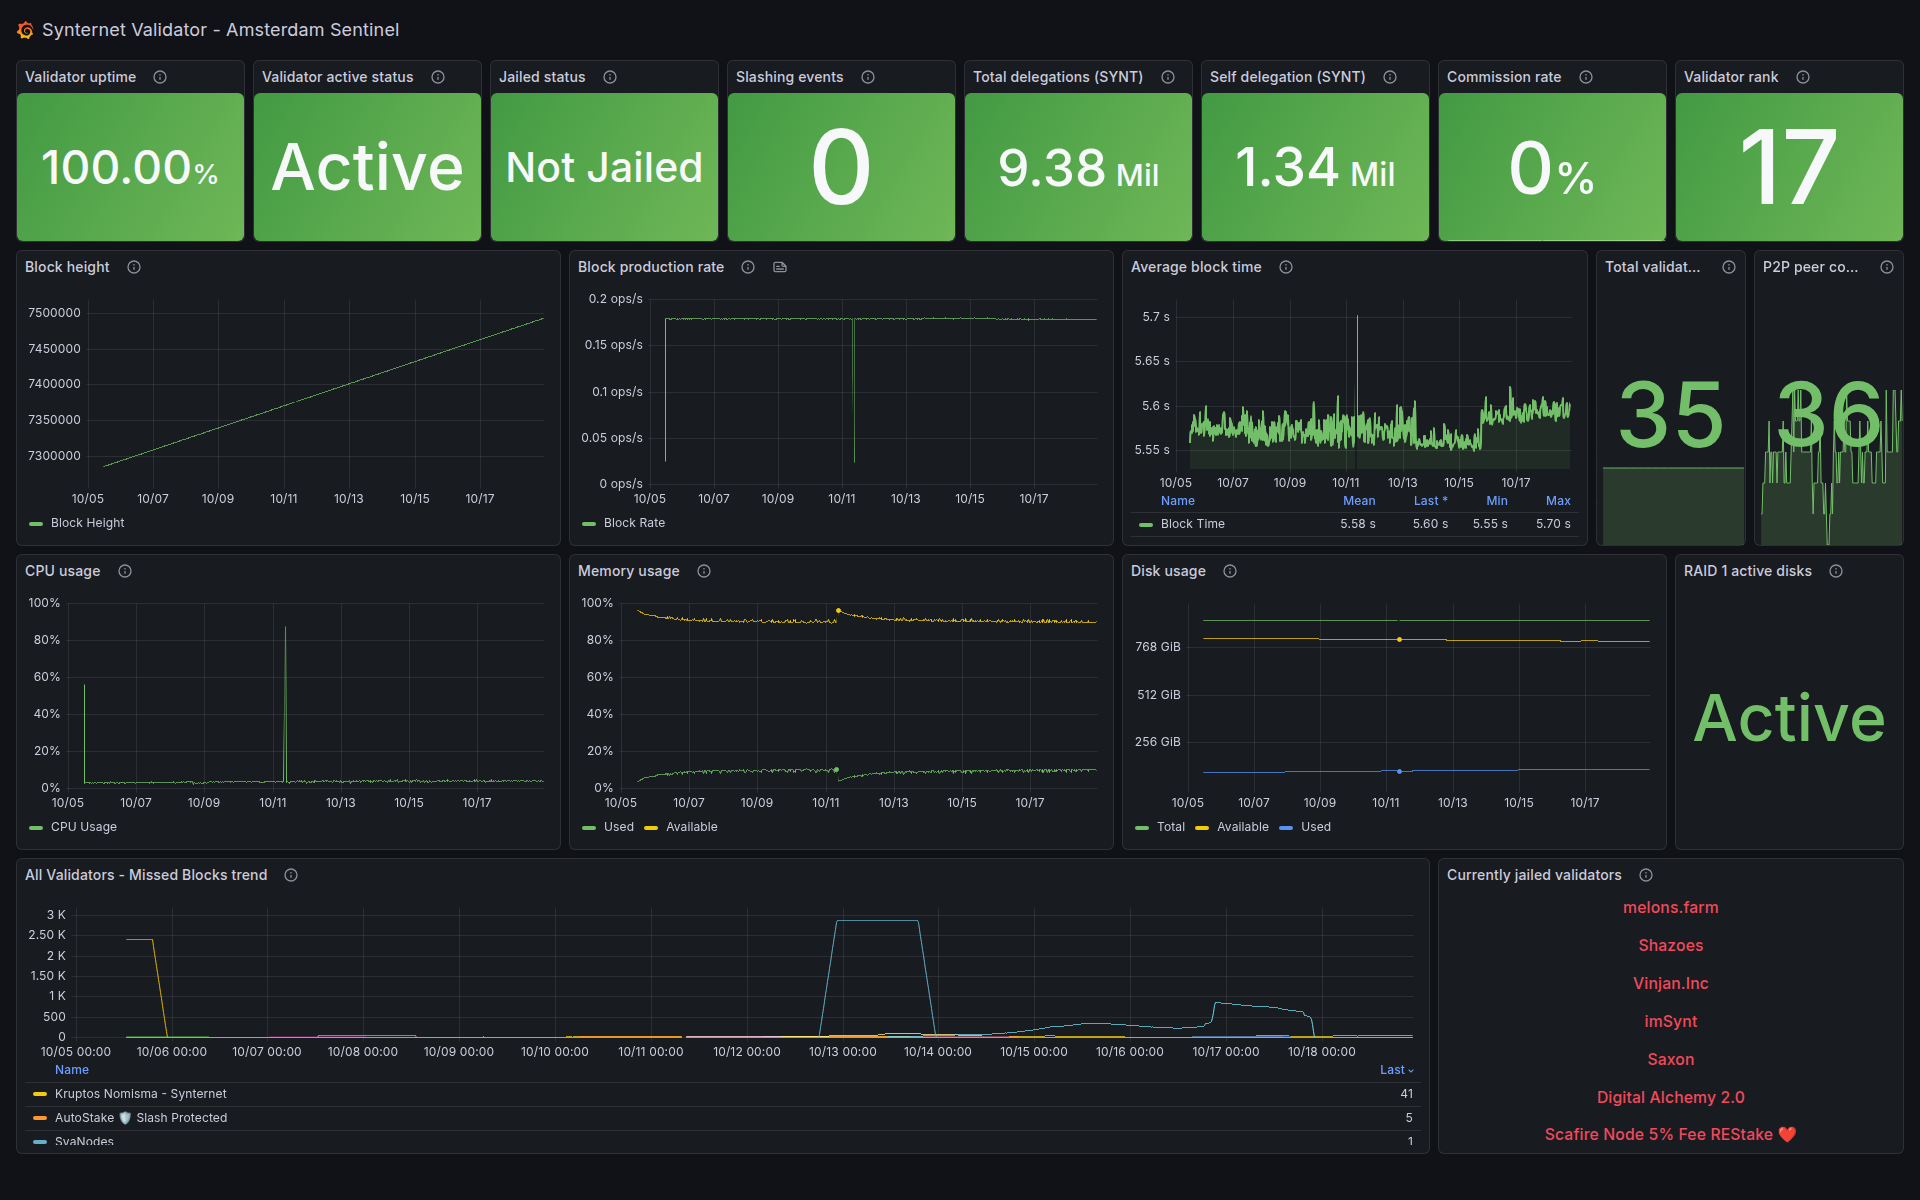 Synternet Validator - Amsterdam Sentinel
Validator uptime
100.00%
Validator active status
Active
Jailed status
Not Jailed
Slashing events
0
Total delegations (SYNT)
9.38 Mil
Self delegation (SYNT)
1.34 Mil
Commission rate
0%
Validator rank
17
Block height
7500000
7450000
7400000
7350000
7300000
10/05 10/07 10/09 10/11 10/13 10/15 10/17
Block Height
Block production rate
0.2 ops/s
0.15 ops/s
0.1 ops/s
0.05 ops/s
0 ops/s
10/05 10/07 10/09 10/11 10/13 10/15 10/17
Block Rate
Average block time
5.7 s
5.65 s
5.6 s
5.55 s
10/05 10/07 10/09 10/11 10/13 10/15 10/17
Name Mean Last * Min Max
Block Time 5.58 s 5.60 s 5.55 s 5.70 s
Total validat...
35
P2P peer co...
36
CPU usage
100%
80%
60%
40%
20%
0%
10/05 10/07 10/09 10/11 10/13 10/15 10/17
CPU Usage
Memory usage
100%
80%
60%
40%
20%
0%
10/05 10/07 10/09 10/11 10/13 10/15 10/17
Used Available
Disk usage
768 GiB
512 GiB
256 GiB
10/05 10/07 10/09 10/11 10/13 10/15 10/17
Total Available Used
RAID 1 active disks
Active
All Validators - Missed Blocks trend
3 K
2.50 K
2 K
1.50 K
1 K
500
0
10/05 00:00 10/06 00:00 10/07 00:00 10/08 00:00 10/09 00:00 10/10 00:00 10/11 00:00 10/12 00:00 10/13 00:00 10/14 00:00 10/15 00:00 10/16 00:00 10/17 00:00 10/18 00:00
Name Last
Kruptos Nomisma - Synternet 41
AutoStake 🛡️ Slash Protected 5
SvaNodes 1
Currently jailed validators
melons.farm
Shazoes
Vinjan.Inc
imSynt
Saxon
Digital Alchemy 2.0
Scafire Node 5% Fee REStake ❤️